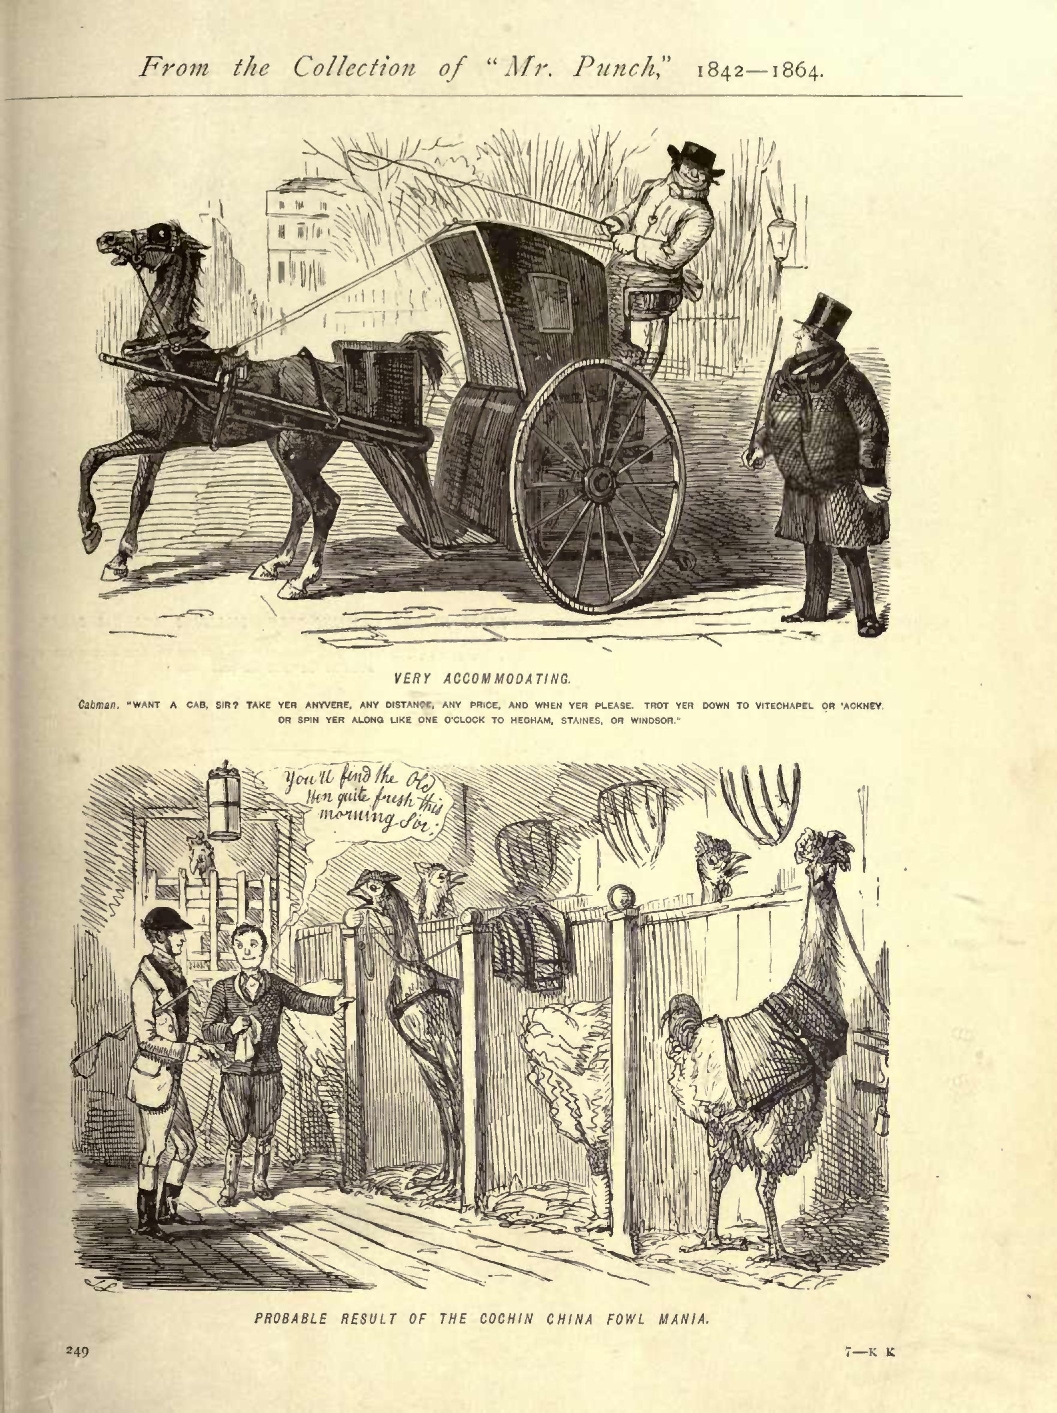 From the Collection of "Mr. Punch," 1842—1864.
VERY ACCOMMODATING.
Cabman. "WANT A CAB, SIR? TAKE YER ANYVERE, ANY DISTANCE, ANY PRICE, AND WHEN YER PLEASE. TROT YER DOWN TO VITECHAPEL OR 'ACKNEY,
OR SPIN YER ALONG LIKE ONE O'CLOCK TO HEDHAM, STAINES, OR WINDSOR."
You'll find the Old
Hen quite fresh this
morning Sir!
PROBABLE RESULT OF THE COCHIN CHINA FOWL MANIA.
249
7—K K